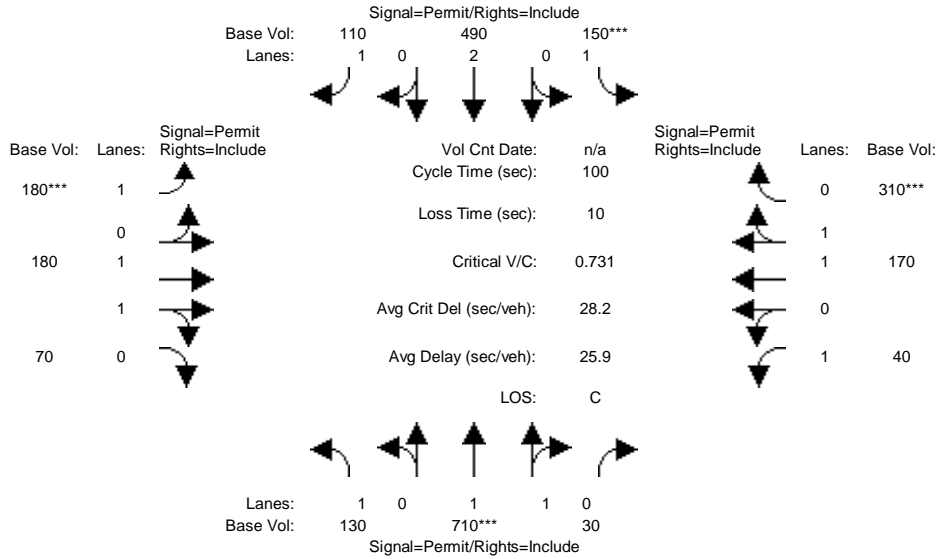 Signal=Permit/Rights=Include
Base Vol: 110 490 150***
Lanes: 1 0 2 0 1
Signal=Permit
Base Vol: Lanes: Rights=Include
Vol Cnt Date: n/a
Signal=Permit
Rights=Include Lanes: Base Vol:
Cycle Time (sec): 100
180*** 1
0 310***
Loss Time (sec): 10
0
1
180 1
Critical V/C: 0.731
1 170
1
Avg Crit Del (sec/veh): 28.2
0
70 0
Avg Delay (sec/veh): 25.9
1 40
LOS: C
Lanes: 1 0 1 1 0
Base Vol: 130 710*** 30
Signal=Permit/Rights=Include